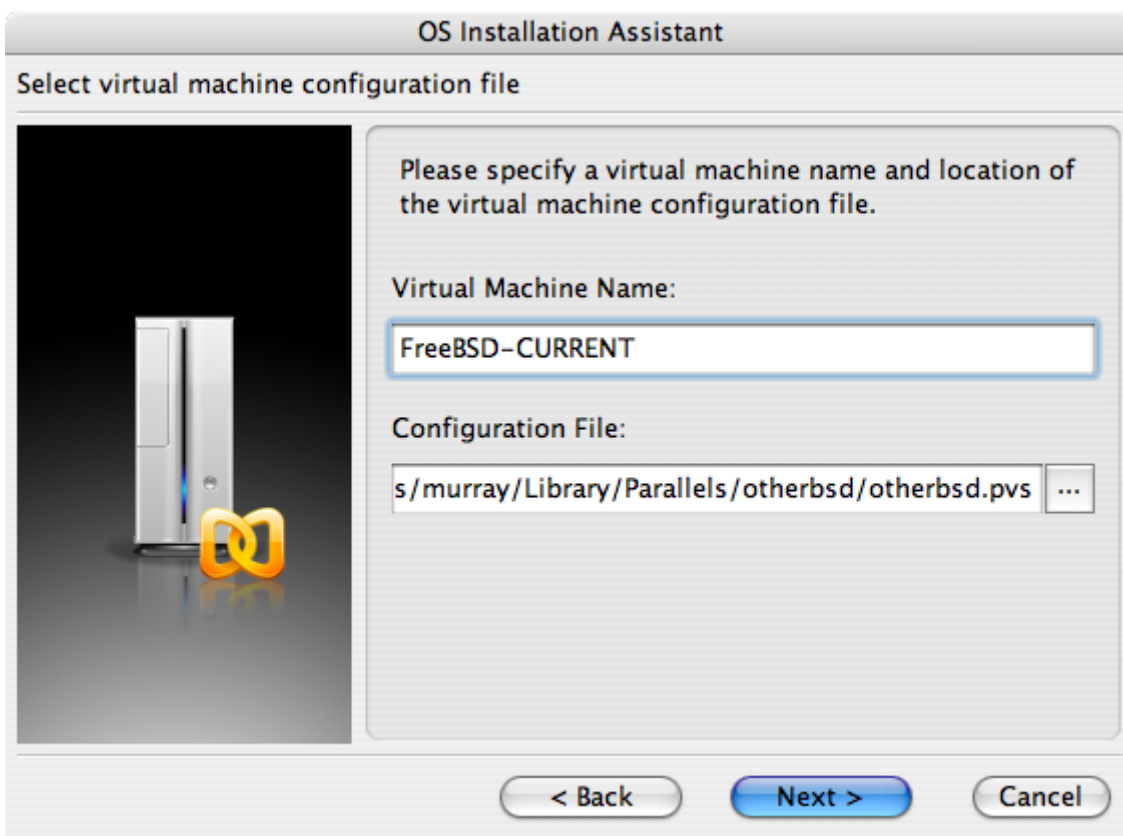 OS Installation Assistant
Select virtual machine configuration file
Please specify a virtual machine name and location of
the virtual machine configuration file.
Virtual Machine Name:
FreeBSD-CURRENT
Configuration File:
s/murray/Library/Parallels/otherbsd/otherbsd.pvs ...
< Back Next > Cancel